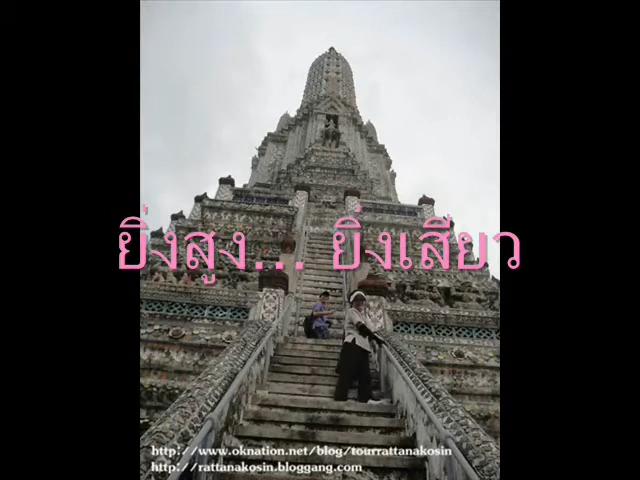 ยิ่งสูง... ยิ่งเสียว
http://www.oknation.net/blog/tourrattanakosin
http://rattanakosin.bloggang.com